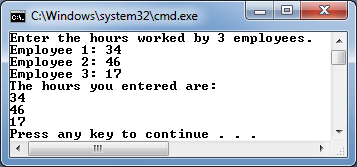 C:\Windows\system32\cmd.exe
Enter the hours worked by 3 employees.
Employee 1: 34
Employee 2: 46
Employee 3: 17
The hours you entered are:
34
46
17
Press any key to continue . . .